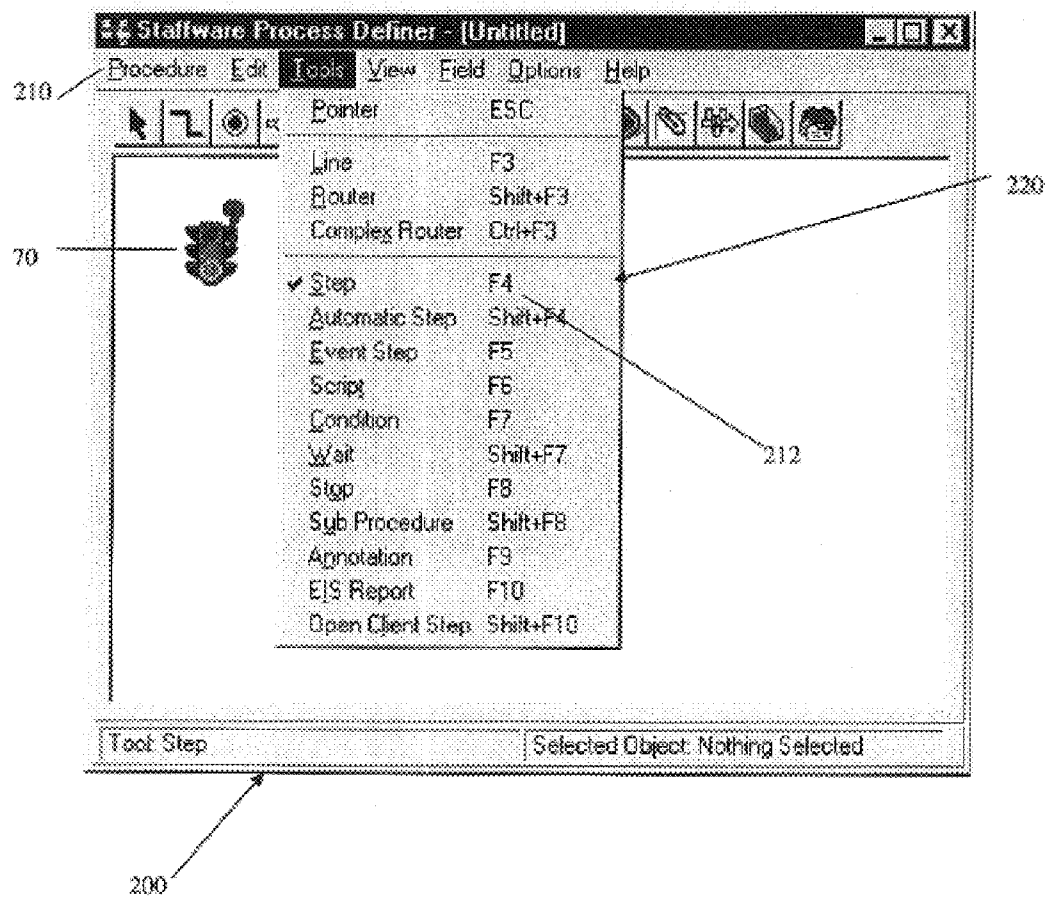 Staffware Process Definer - [Untitled]
Procedure Edit Tools View Field Options Help
210
Pointer ESC
Line F3
Router Shift+F3
Complex Router Ctrl+F3
220
70
Step F4
Automatic Step Shift+F4
Event Step F5
Script F6
Condition F7
Wait Shift+F7
212
Stop F8
Sub Procedure Shift+F8
Annotation F9
EIS Report F10
Open Client Step Shift+F10
Tool: Step Selected Object: Nothing Selected
200